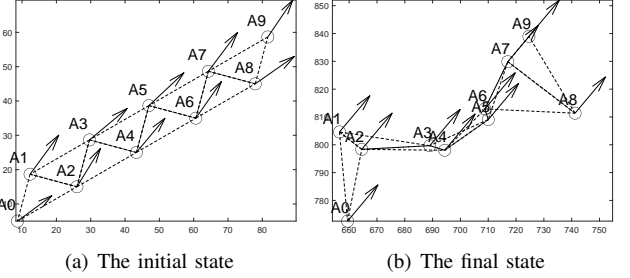 A9
60
A7
50
A8
A5
40
A6
A3
30
A4
A1
20
A2
10
A0
10 20 30 40 50 60 70 80
(a) The initial state
850
A9
840
A7
830
820
A6
A8
A1
A5
810
A2
A3 A4
800
790
780
A0
660 670 680 690 700 710 720 730 740 750
(b) The final state